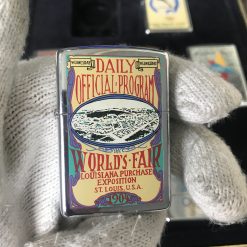 DAILY
OFFICIAL·PROGRAM
WORLD'S·FAIR
LOUISIANA PURCHASE
EXPOSITION
ST. LOUIS, U.S.A.
1904